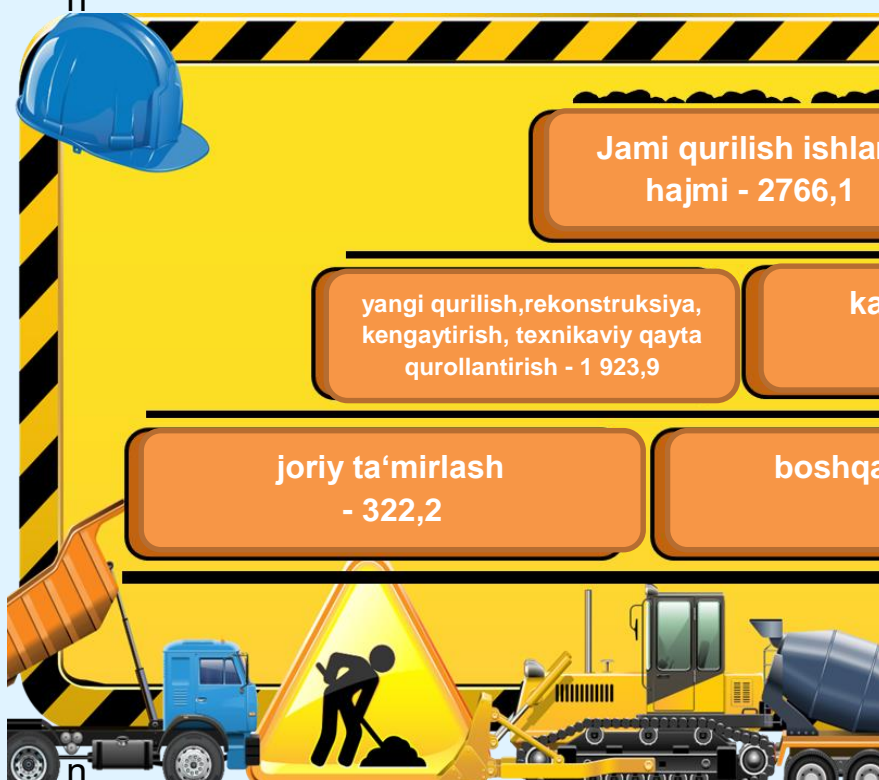 Jami qurilish ishlar
hajmi - 2766,1
yangi qurilish,rekonstruksiya,
kengaytirish, texnikaviy qayta
qurollantirish - 1 923,9
ka
joriy ta‘mirlash
- 322,2
boshqa
n